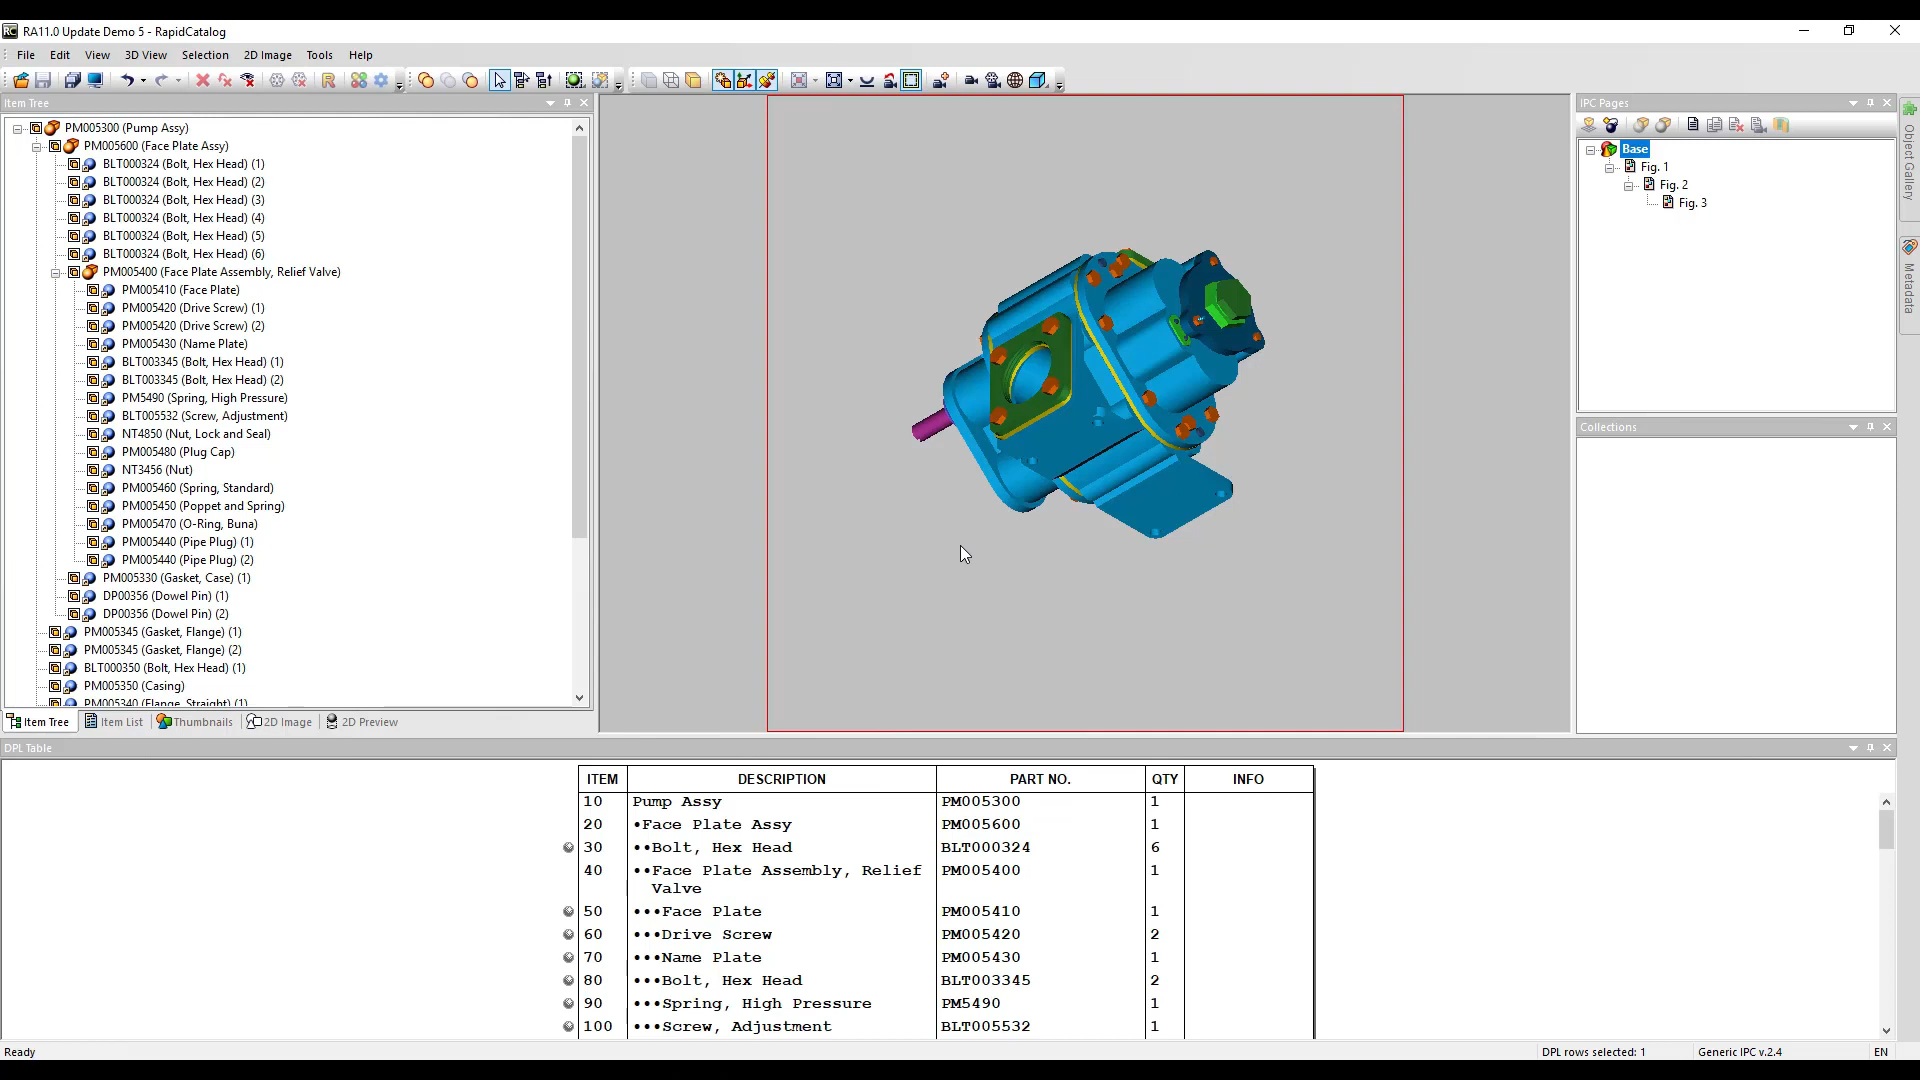 RC RA11.0 Update Demo 5 - RapidCatalog
File Edit View 3D View Selection 2D Image Tools Help
Item Tree
PM005300 (Pump Assy)
PM005600 (Face Plate Assy)
BLT000324 (Bolt, Hex Head) (1)
BLT000324 (Bolt, Hex Head) (2)
BLT000324 (Bolt, Hex Head) (3)
BLT000324 (Bolt, Hex Head) (4)
BLT000324 (Bolt, Hex Head) (5)
BLT000324 (Bolt, Hex Head) (6)
PM005400 (Face Plate Assembly, Relief Valve)
PM005410 (Face Plate)
PM005420 (Drive Screw) (1)
PM005420 (Drive Screw) (2)
PM005430 (Name Plate)
BLT003345 (Bolt, Hex Head) (1)
BLT003345 (Bolt, Hex Head) (2)
PM5490 (Spring, High Pressure)
BLT005532 (Screw, Adjustment)
NT4850 (Nut, Lock and Seal)
PM005480 (Plug Cap)
NT3456 (Nut)
PM005460 (Spring, Standard)
PM005450 (Poppet and Spring)
PM005470 (O-Ring, Buna)
PM005440 (Pipe Plug) (1)
PM005440 (Pipe Plug) (2)
PM005330 (Gasket, Case) (1)
DP00356 (Dowel Pin) (1)
DP00356 (Dowel Pin) (2)
PM005345 (Gasket, Flange) (1)
PM005345 (Gasket, Flange) (2)
BLT000350 (Bolt, Hex Head) (1)
PM005350 (Casing)
PM005340 (Flange, Straight) (1)
Item Tree Item List Thumbnails 2D Image 2D Preview
IPC Pages
Base
Fig. 1
Fig. 2
Fig. 3
Collections
Object Gallery
Metadata
DPL Table
ITEM DESCRIPTION PART NO. QTY INFO
10 Pump Assy PM005300 1
20 •Face Plate Assy PM005600 1
30 ••Bolt, Hex Head BLT000324 6
40 ••Face Plate Assembly, Relief PM005400 1
Valve
50 •••Face Plate PM005410 1
60 •••Drive Screw PM005420 2
70 •••Name Plate PM005430 1
80 •••Bolt, Hex Head BLT003345 2
90 •••Spring, High Pressure PM5490 1
100 •••Screw, Adjustment BLT005532 1
Ready DPL rows selected: 1 Generic IPC v.2.4 EN